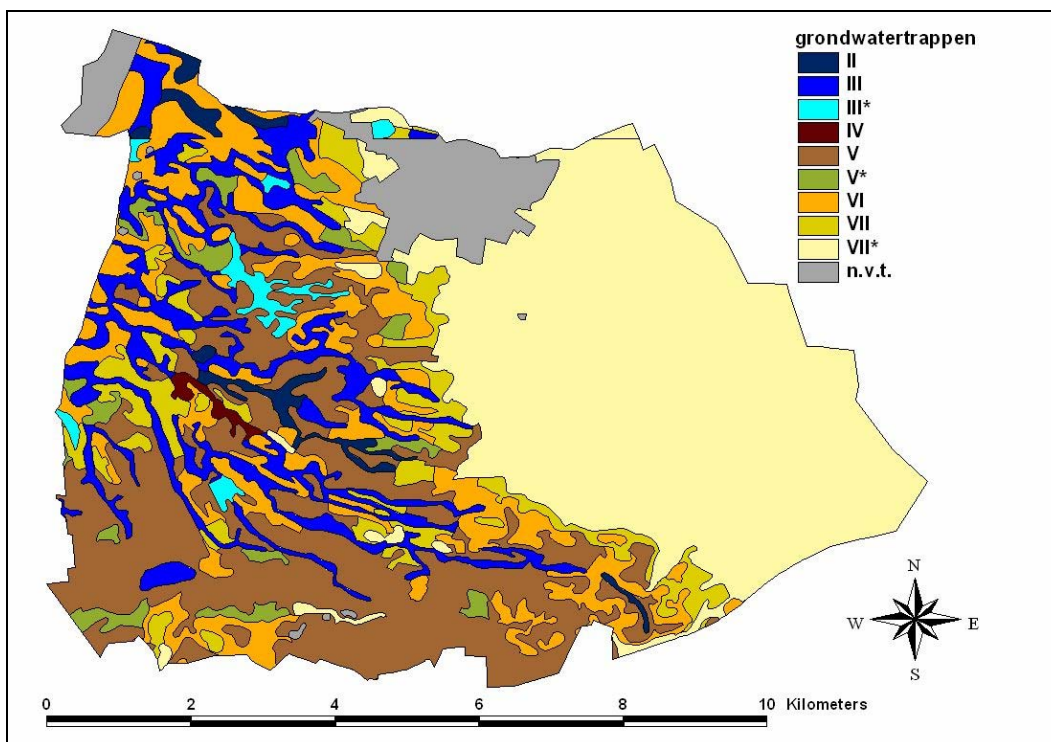 grondwatertrappen
II
III
III*
IV
V
V*
VI
VII
VII*
n.v.t.
N
W E
S
0 2 4 6 8 10 Kilometers